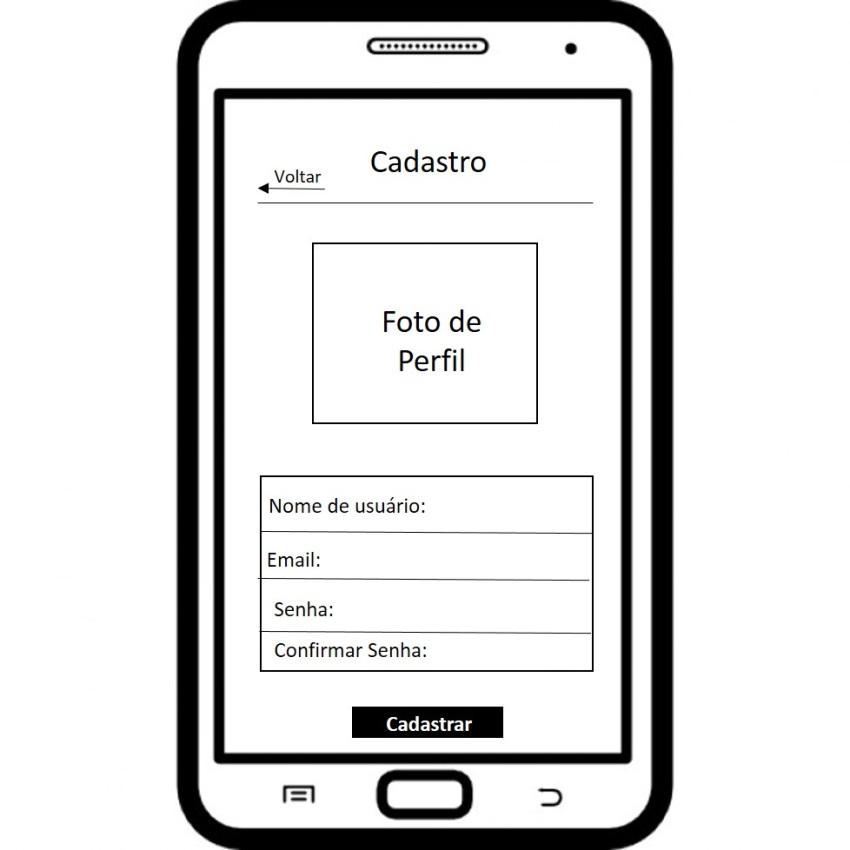 Cadastro
Voltar
Foto de
Perfil
Nome de usuário:
Email:
Senha:
Confirmar Senha:
Cadastrar